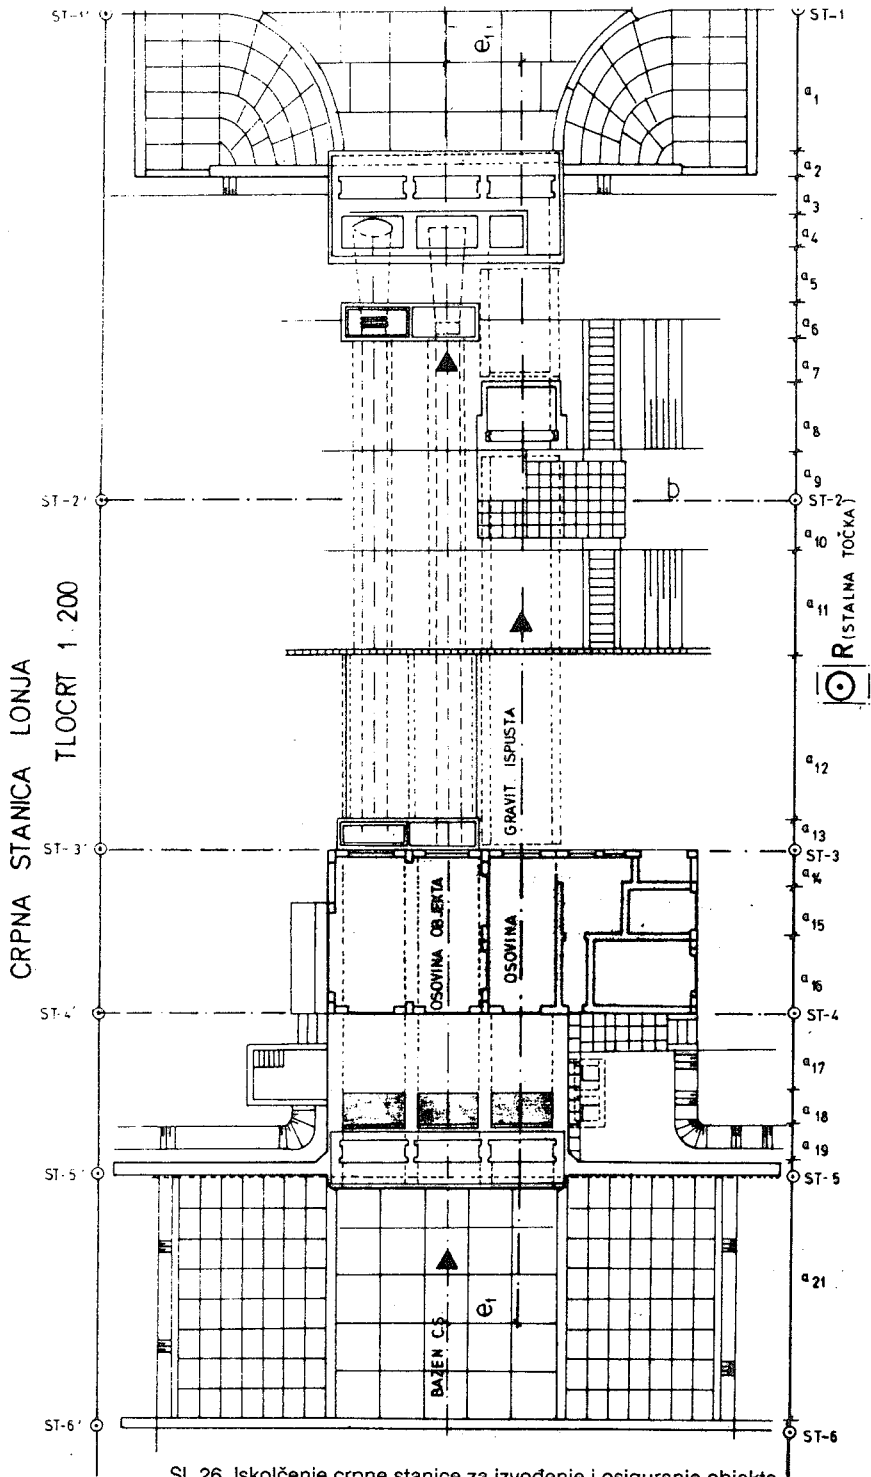 ST-1'
ST-1
e1
a1
a2
a3
a4
a5
a6
a7
a8
a9
b
ST-2'
ST-2
a10
a11
R (STALNA TOČKA)
CRPNA STANICA LONJA
TLOCRT 1 200
GRAVIT. ISPUSTA
a12
a13
ST-3'
ST-3
a14
a15
OSOVINA OBJEKTA
OSOVINA
a16
ST-4'
ST-4
a17
a18
a19
ST-5'
ST-5
a21
e1
BAZEN C.S.
ST-6'
ST-6
Sl. 26. Iskolčenje crpne stanice za izvođenje i osiguranje objekta